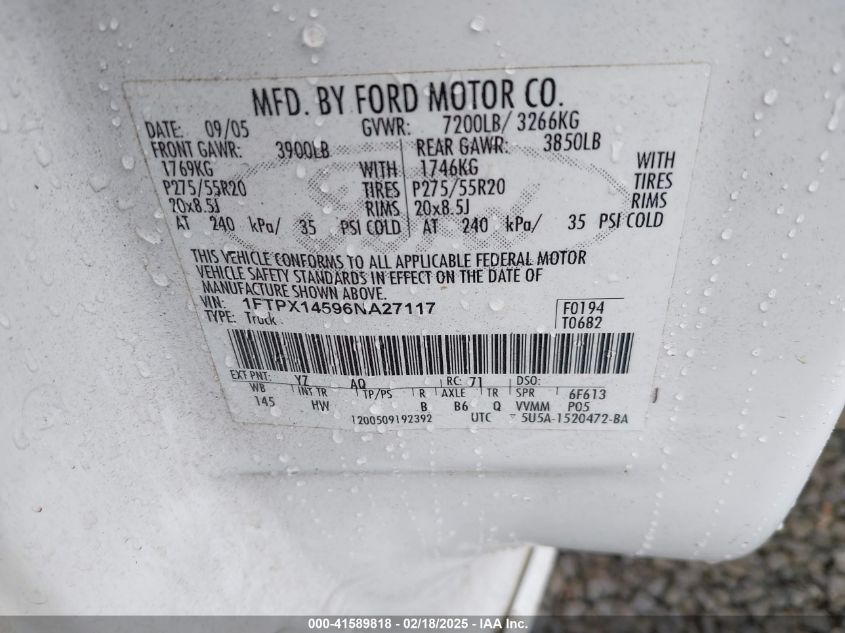 MFD. BY FORD MOTOR CO.
DATE: 09/05 GVWR: 7200LB/ 3266KG
FRONT GAWR: 3900LB REAR GAWR: 3850LB
1769KG WITH 1746KG WITH
P275/55R20 TIRES P275/55R20 TIRES
20x8.5J RIMS 20x8.5J RIMS
AT 240 kPa/ 35 PSI COLD AT 240 kPa/ 35 PSI COLD
Ford
THIS VEHICLE CONFORMS TO ALL APPLICABLE FEDERAL MOTOR
VEHICLE SAFETY STANDARDS IN EFFECT ON THE DATE OF
MANUFACTURE SHOWN ABOVE.
VIN: 1FTPX14596NA27117 F0194
TYPE: Truck T0682
EXT PNT: YZ AQ RC: 71 DSO:
WB INT TR TP/PS R AXLE TR SPR 6F613
145 HW B B6 Q VVMM P05
1200509192392 UTC 5U5A-1520472-BA
000-41589818 - 02/18/2025 - IAA Inc.